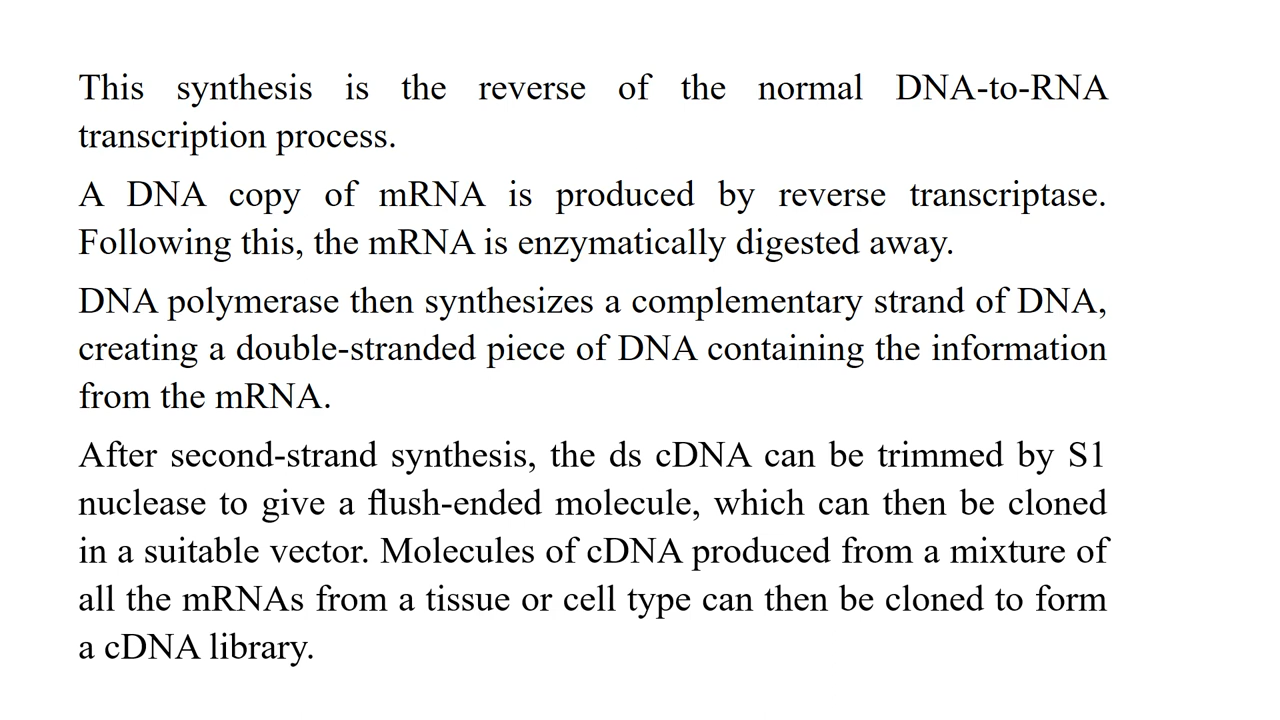 This synthesis is the reverse of the normal DNA-to-RNA
transcription process.
A DNA copy of mRNA is produced by reverse transcriptase.
Following this, the mRNA is enzymatically digested away.
DNA polymerase then synthesizes a complementary strand of DNA,
creating a double-stranded piece of DNA containing the information
from the mRNA.
After second-strand synthesis, the ds cDNA can be trimmed by S1
nuclease to give a flush-ended molecule, which can then be cloned
in a suitable vector. Molecules of cDNA produced from a mixture of
all the mRNAs from a tissue or cell type can then be cloned to form
a cDNA library.